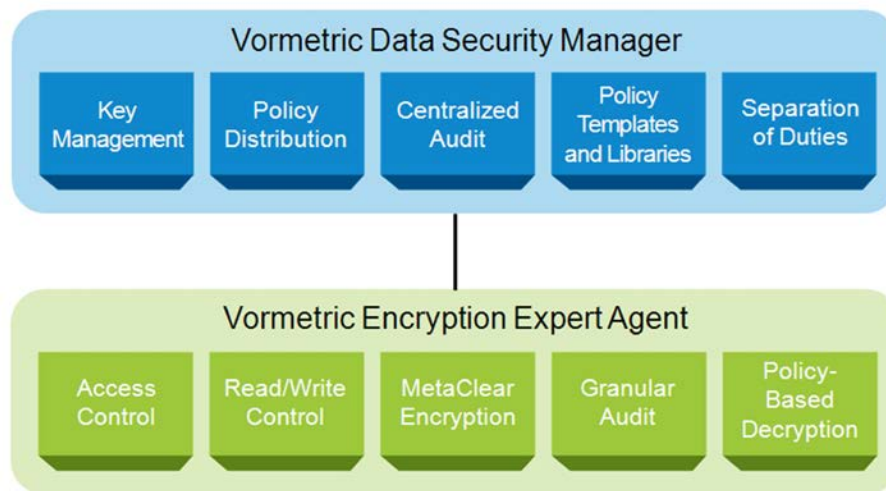 Vormetric Data Security Manager
Key
Management
Policy
Distribution
Centralized
Audit
Policy
Templates
and Libraries
Separation
of Duties
Vormetric Encryption Expert Agent
Access
Control
Read/Write
Control
MetaClear
Encryption
Granular
Audit
Policy-
Based
Decryption